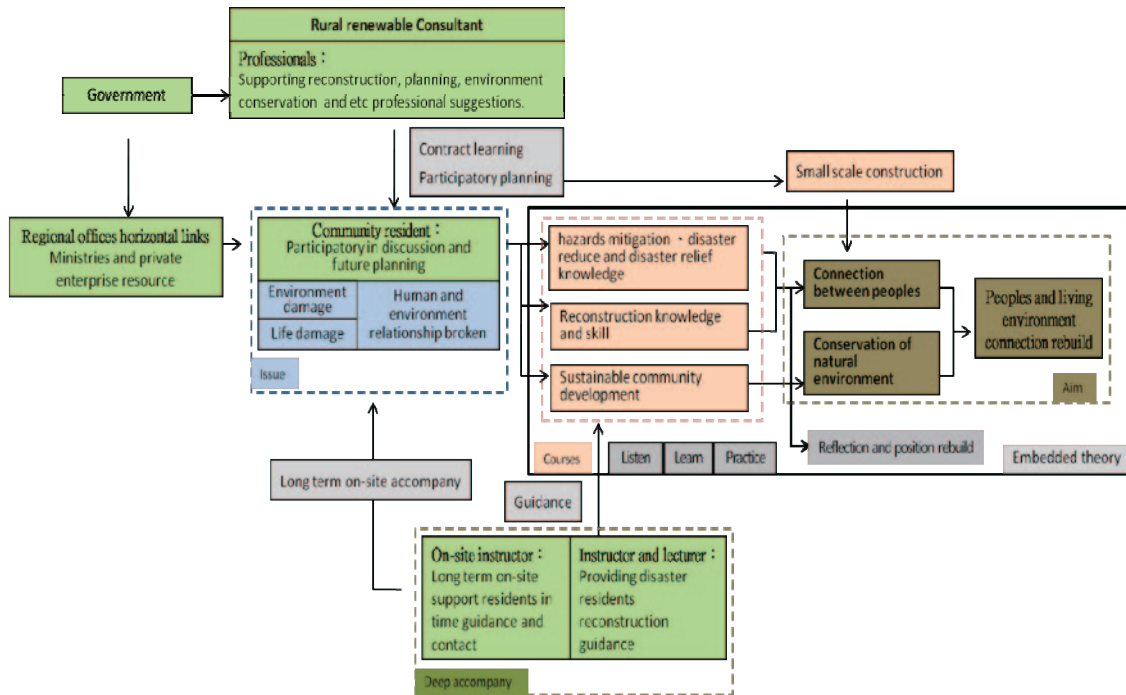 Rural renewable Consultant
Professionals：
Supporting reconstruction, planning, environment
conservation and etc professional suggestions.
Government
Contract learning
Participatory planning
Small scale construction
Regional offices horizontal links
Ministries and private
enterprise resource
Community resident：
Participatory in discussion and
future planning
Environment
damage
Life damage
Human and
environment
relationship broken
Issue
hazards mitigation、disaster
reduce and disaster relief
knowledge
Reconstruction knowledge
and skill
Sustainable community
development
Connection
between peoples
Conservation of
natural
environment
Peoples and living
environment
connection rebuild
Aim
Courses
Listen
Learn
Practice
Reflection and position rebuild
Embedded theory
Long term on-site accompany
Guidance
On-site instructor：
Long term on-site
support residents in
time guidance and
contact
Instructor and lecturer：
Providing disaster
residents
reconstruction
guidance
Deep accompany